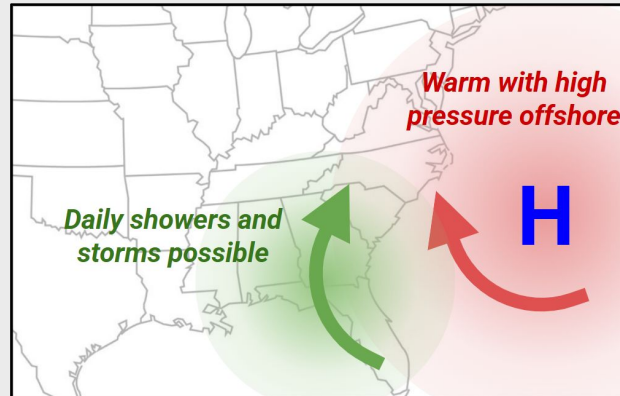 Warm with high
pressure offshore
H
Daily showers and
storms possible